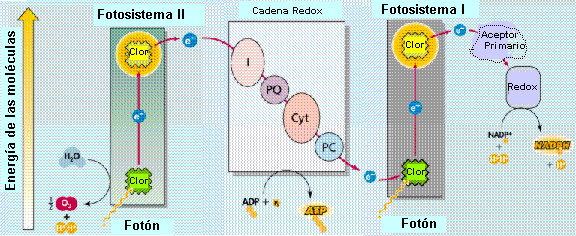 Fotosistema II
Cadena Redox
Fotosistema I
Energía de las moléculas
Clor
e-
I
PQ
Cyt
PC
Clor
e-
Aceptor
Primario
Redox
e-
e-
H2O
Clor
1/2 O2
+
Fotón
ADP +
ATP
e-
Clor
Fotón
NADP+
+
NADPH
+